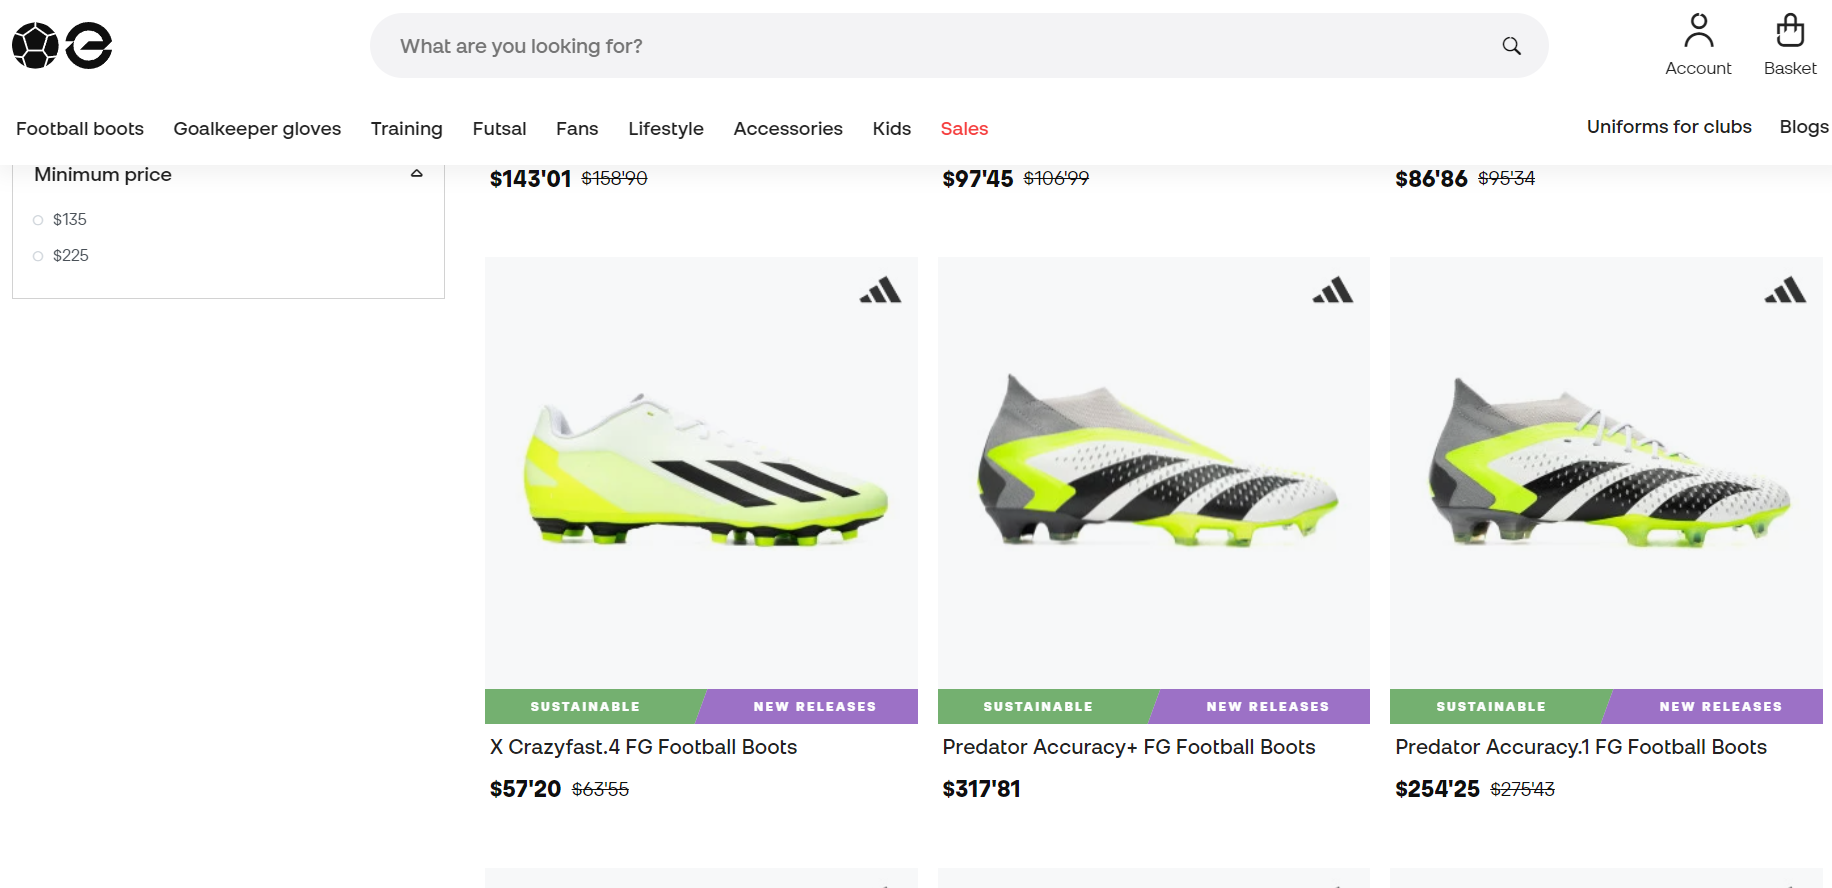 What are you looking for?
Account
Basket
Football boots
Goalkeeper gloves
Training
Futsal
Fans
Lifestyle
Accessories
Kids
Sales
Uniforms for clubs
Blogs
Minimum price
$135
$225
$143'01 $158'90
$97'45 $106'99
$86'86 $95'34
SUSTAINABLE
NEW RELEASES
SUSTAINABLE
NEW RELEASES
SUSTAINABLE
NEW RELEASES
X Crazyfast.4 FG Football Boots
$57'20 $63'55
Predator Accuracy+ FG Football Boots
$317'81
Predator Accuracy.1 FG Football Boots
$254'25 $275'43